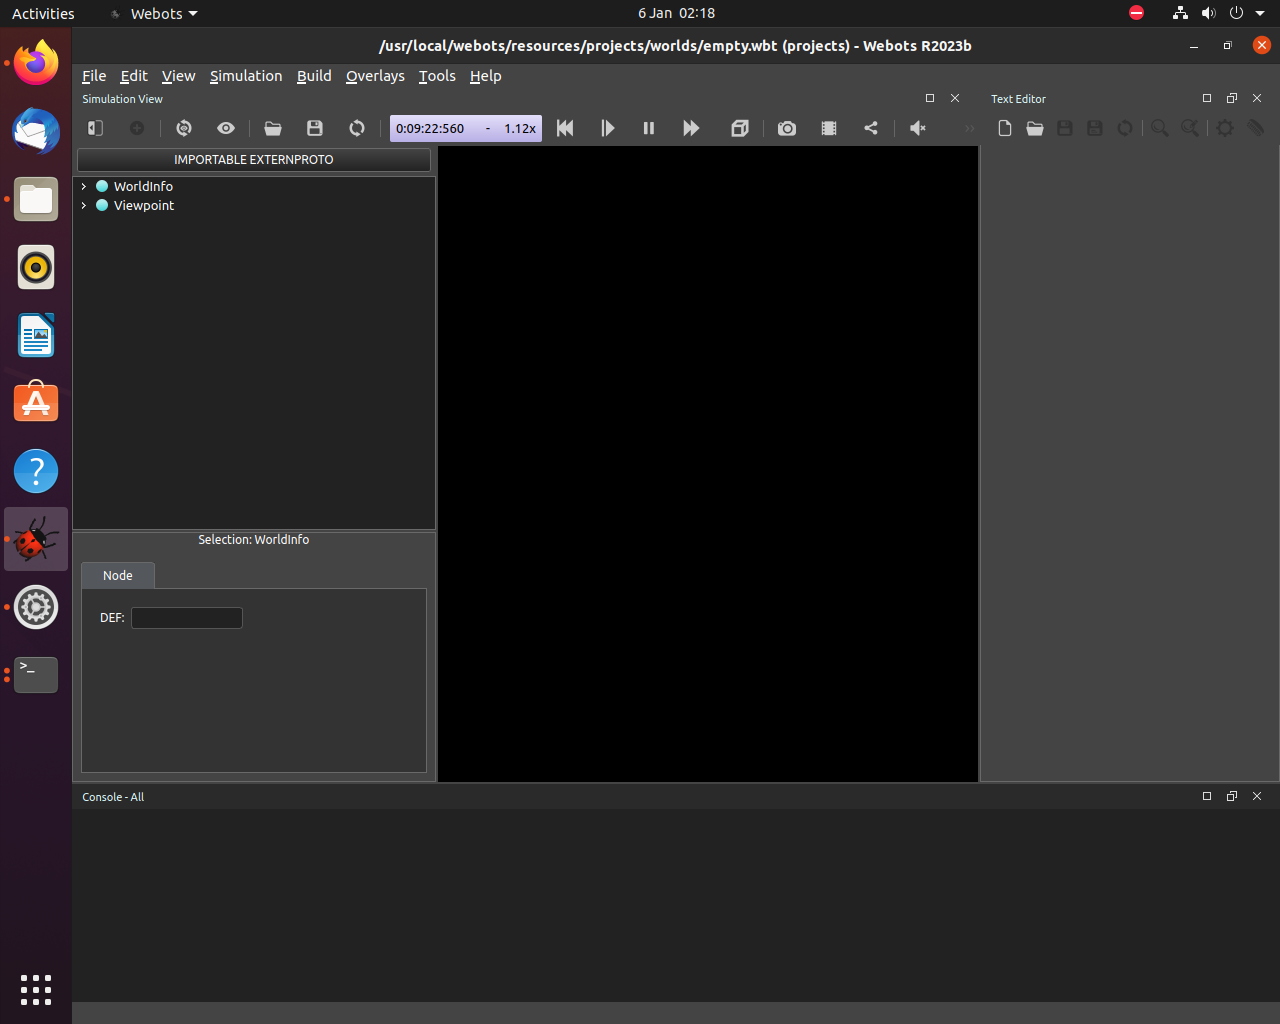 Activities
Webots
6 Jan 02:18
/usr/local/webots/resources/projects/worlds/empty.wbt (projects) - Webots R2023b
File Edit View Simulation Build Overlays Tools Help
Simulation View
Text Editor
0:09:22:560 - 1.12x
IMPORTABLE EXTERNPROTO
WorldInfo
Viewpoint
Selection: WorldInfo
Node
DEF:
Console - All